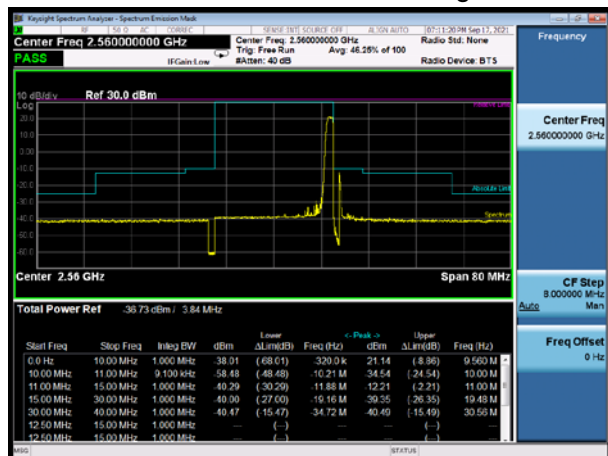 Keysight Spectrum Analyzer - Spectrum Emission Mask
RF 50 Ω AC CORREC SENSE:INT SOURCE OFF ALIGN AUTO 07:11:20 PM Sep 17, 2021
Center Freq 2.560000000 GHz
PASS
IFGain:Low
Center Freq: 2.560000000 GHz
Trig: Free Run Avg: 46.25% of 100
#Atten: 40 dB
Radio Std: None
Radio Device: BTS
Frequency
10 dB/div Ref 30.0 dBm
Log
20.0
10.0
0.00
-10.0
-20.0
-30.0
-40.0
-50.0
-60.0
Absolute Limit
Spectrum
Center 2.56 GHz Span 80 MHz
Center Freq
2.560000000 GHz
CF Step
8.000000 MHz
Auto Man
Freq Offset
0 Hz
Total Power Ref -36.73 dBm / 3.84 MHz
Lower <- Peak -> Upper
Start Freq Stop Freq Integ BW dBm ΔLim(dB) Freq (Hz) dBm ΔLim(dB) Freq (Hz)
0.0 Hz 10.00 MHz 1.000 MHz -38.01 (-68.01) -320.0 k 21.14 (-8.86) 9.560 M
10.00 MHz 11.00 MHz 9.100 kHz -58.48 (-48.48) -10.21 M -34.54 (-24.54) 10.00 M
11.00 MHz 15.00 MHz 1.000 MHz -40.29 (-30.29) -11.88 M -12.21 (-2.21) 11.00 M
15.00 MHz 30.00 MHz 1.000 MHz -40.00 (-27.00) -19.16 M -39.35 (-26.35) 19.48 M
30.00 MHz 40.00 MHz 1.000 MHz -40.47 (-15.47) -34.72 M -40.49 (-15.49) 30.56 M
12.50 MHz 15.00 MHz 1.000 MHz --- (---) --- --- (---) ---
12.50 MHz 15.00 MHz 1.000 MHz --- (---) --- --- (---) ---
MSG STATUS